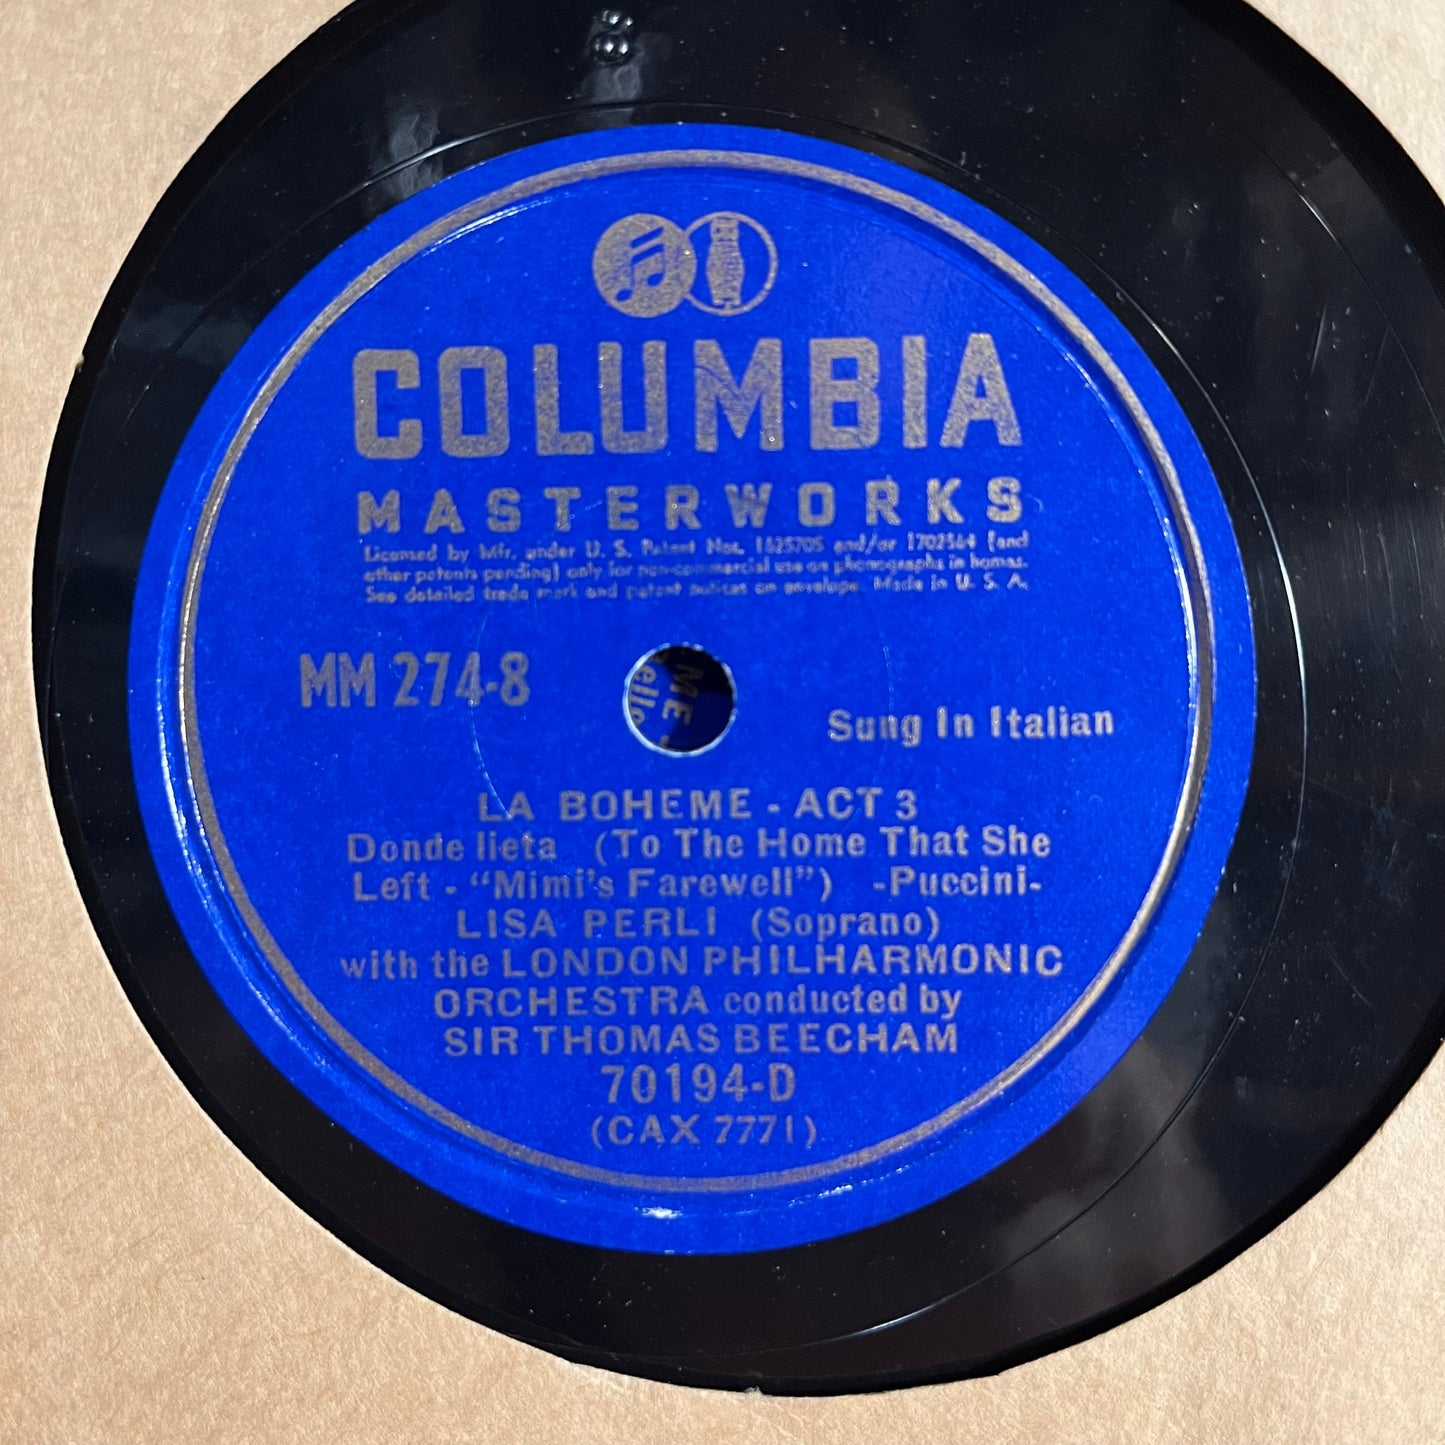 COLUMBIA
MASTERWORKS
Licensed by Mfr. under U. S. Patent Nos. 1625705 and/or 1702564 (and
other patents pending) only for non-commercial use on phonographs in homes.
See detailed trade mark and patent notices on envelope. Made in U. S. A.
MM 274-8
Sung In Italian
LA BOHEME - ACT 3
Donde lieta (To The Home That She
Left - "Mimi's Farewell") -Puccini-
LISA PERLI (Soprano)
with the LONDON PHILHARMONIC
ORCHESTRA conducted by
SIR THOMAS BEECHAM
70194-D
(CAX 7771)